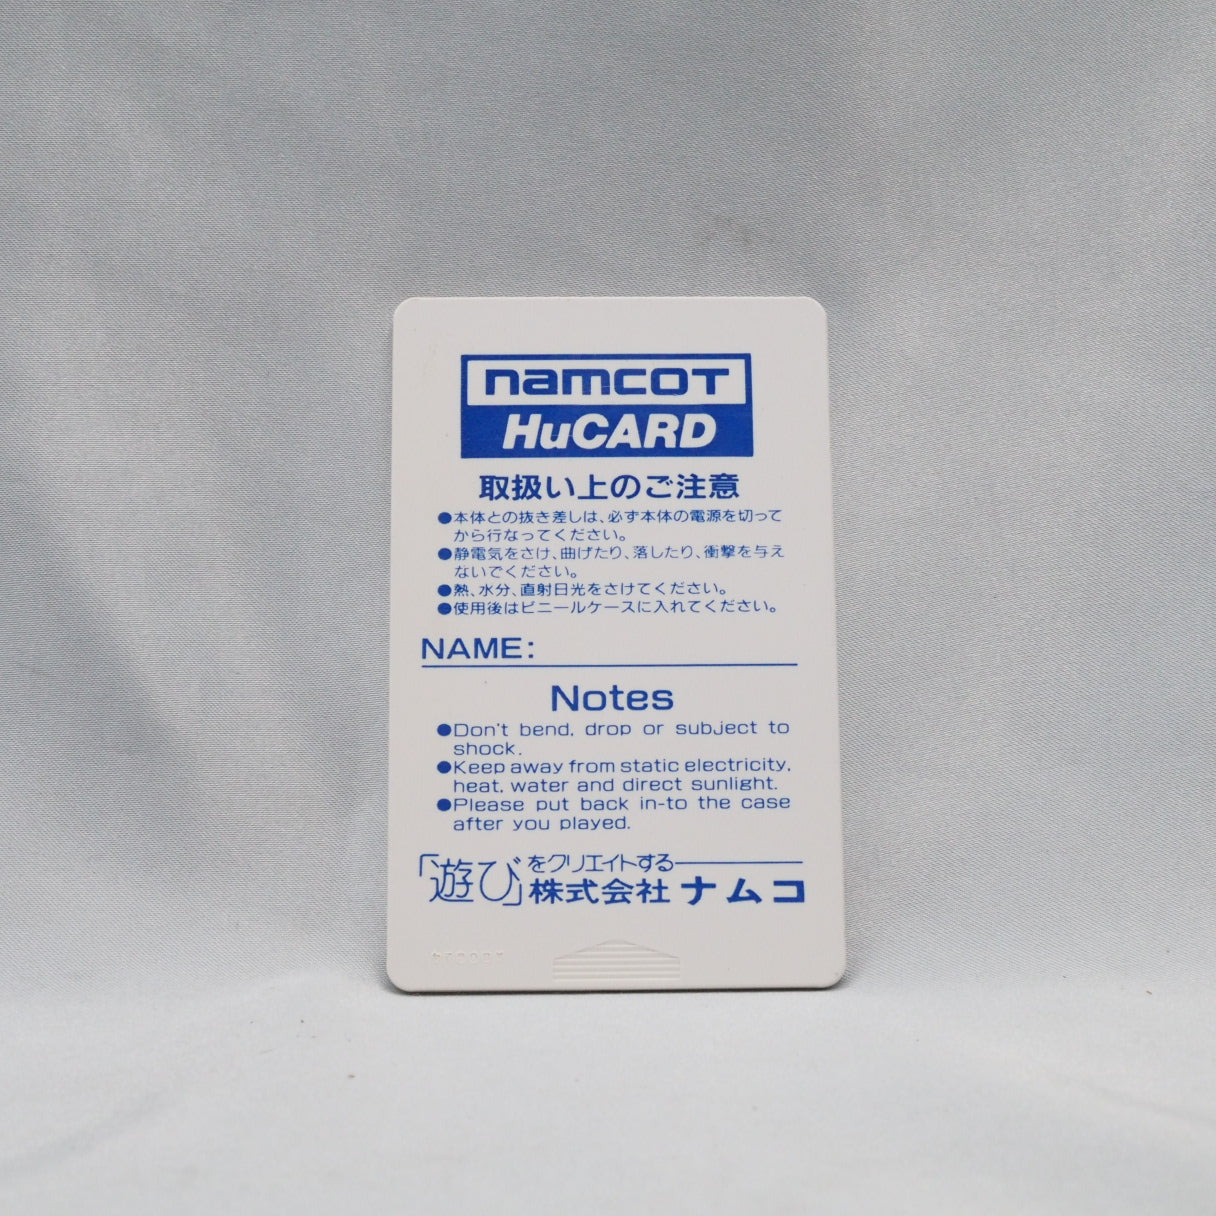 namcot
HuCARD
取扱い上のご注意
●本体との抜き差しは、必ず本体の電源を切って
から行なってください。
●静電気をさけ、曲げたり、落したり、衝撃を与え
ないでください。
●熱、水分、直射日光をさけてください。
●使用後はビニールケースに入れてください。
NAME:
Notes
●Don't bend, drop or subject to
shock.
●Keep away from static electricity,
heat, water and direct sunlight.
●Please put back in-to the case
after you played.
「遊び」をクリエイトする
株式会社ナムコ